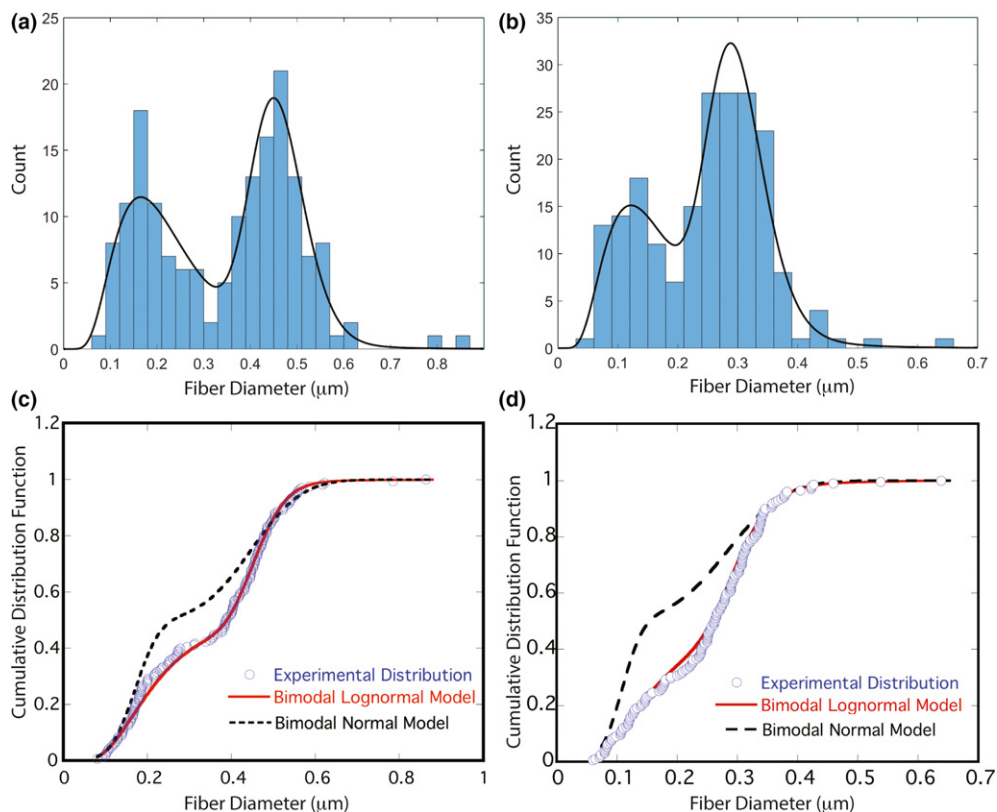 (a)
25
20
15
10
5
0
Count
0 0.1 0.2 0.3 0.4 0.5 0.6 0.7 0.8
Fiber Diameter (μm)
(b)
35
30
25
20
15
10
5
0
Count
0 0.1 0.2 0.3 0.4 0.5 0.6 0.7
Fiber Diameter (μm)
(c)
1.2
1
0.8
0.6
0.4
0.2
0
Cumulative Distribution Function
Experimental Distribution
Bimodal Lognormal Model
Bimodal Normal Model
0 0.2 0.4 0.6 0.8 1
Fiber Diameter (μm)
(d)
1.2
1
0.8
0.6
0.4
0.2
0
Cumulative Distribution Function
Experimental Distribution
Bimodal Lognormal Model
Bimodal Normal Model
0 0.1 0.2 0.3 0.4 0.5 0.6 0.7
Fiber Diameter (μm)